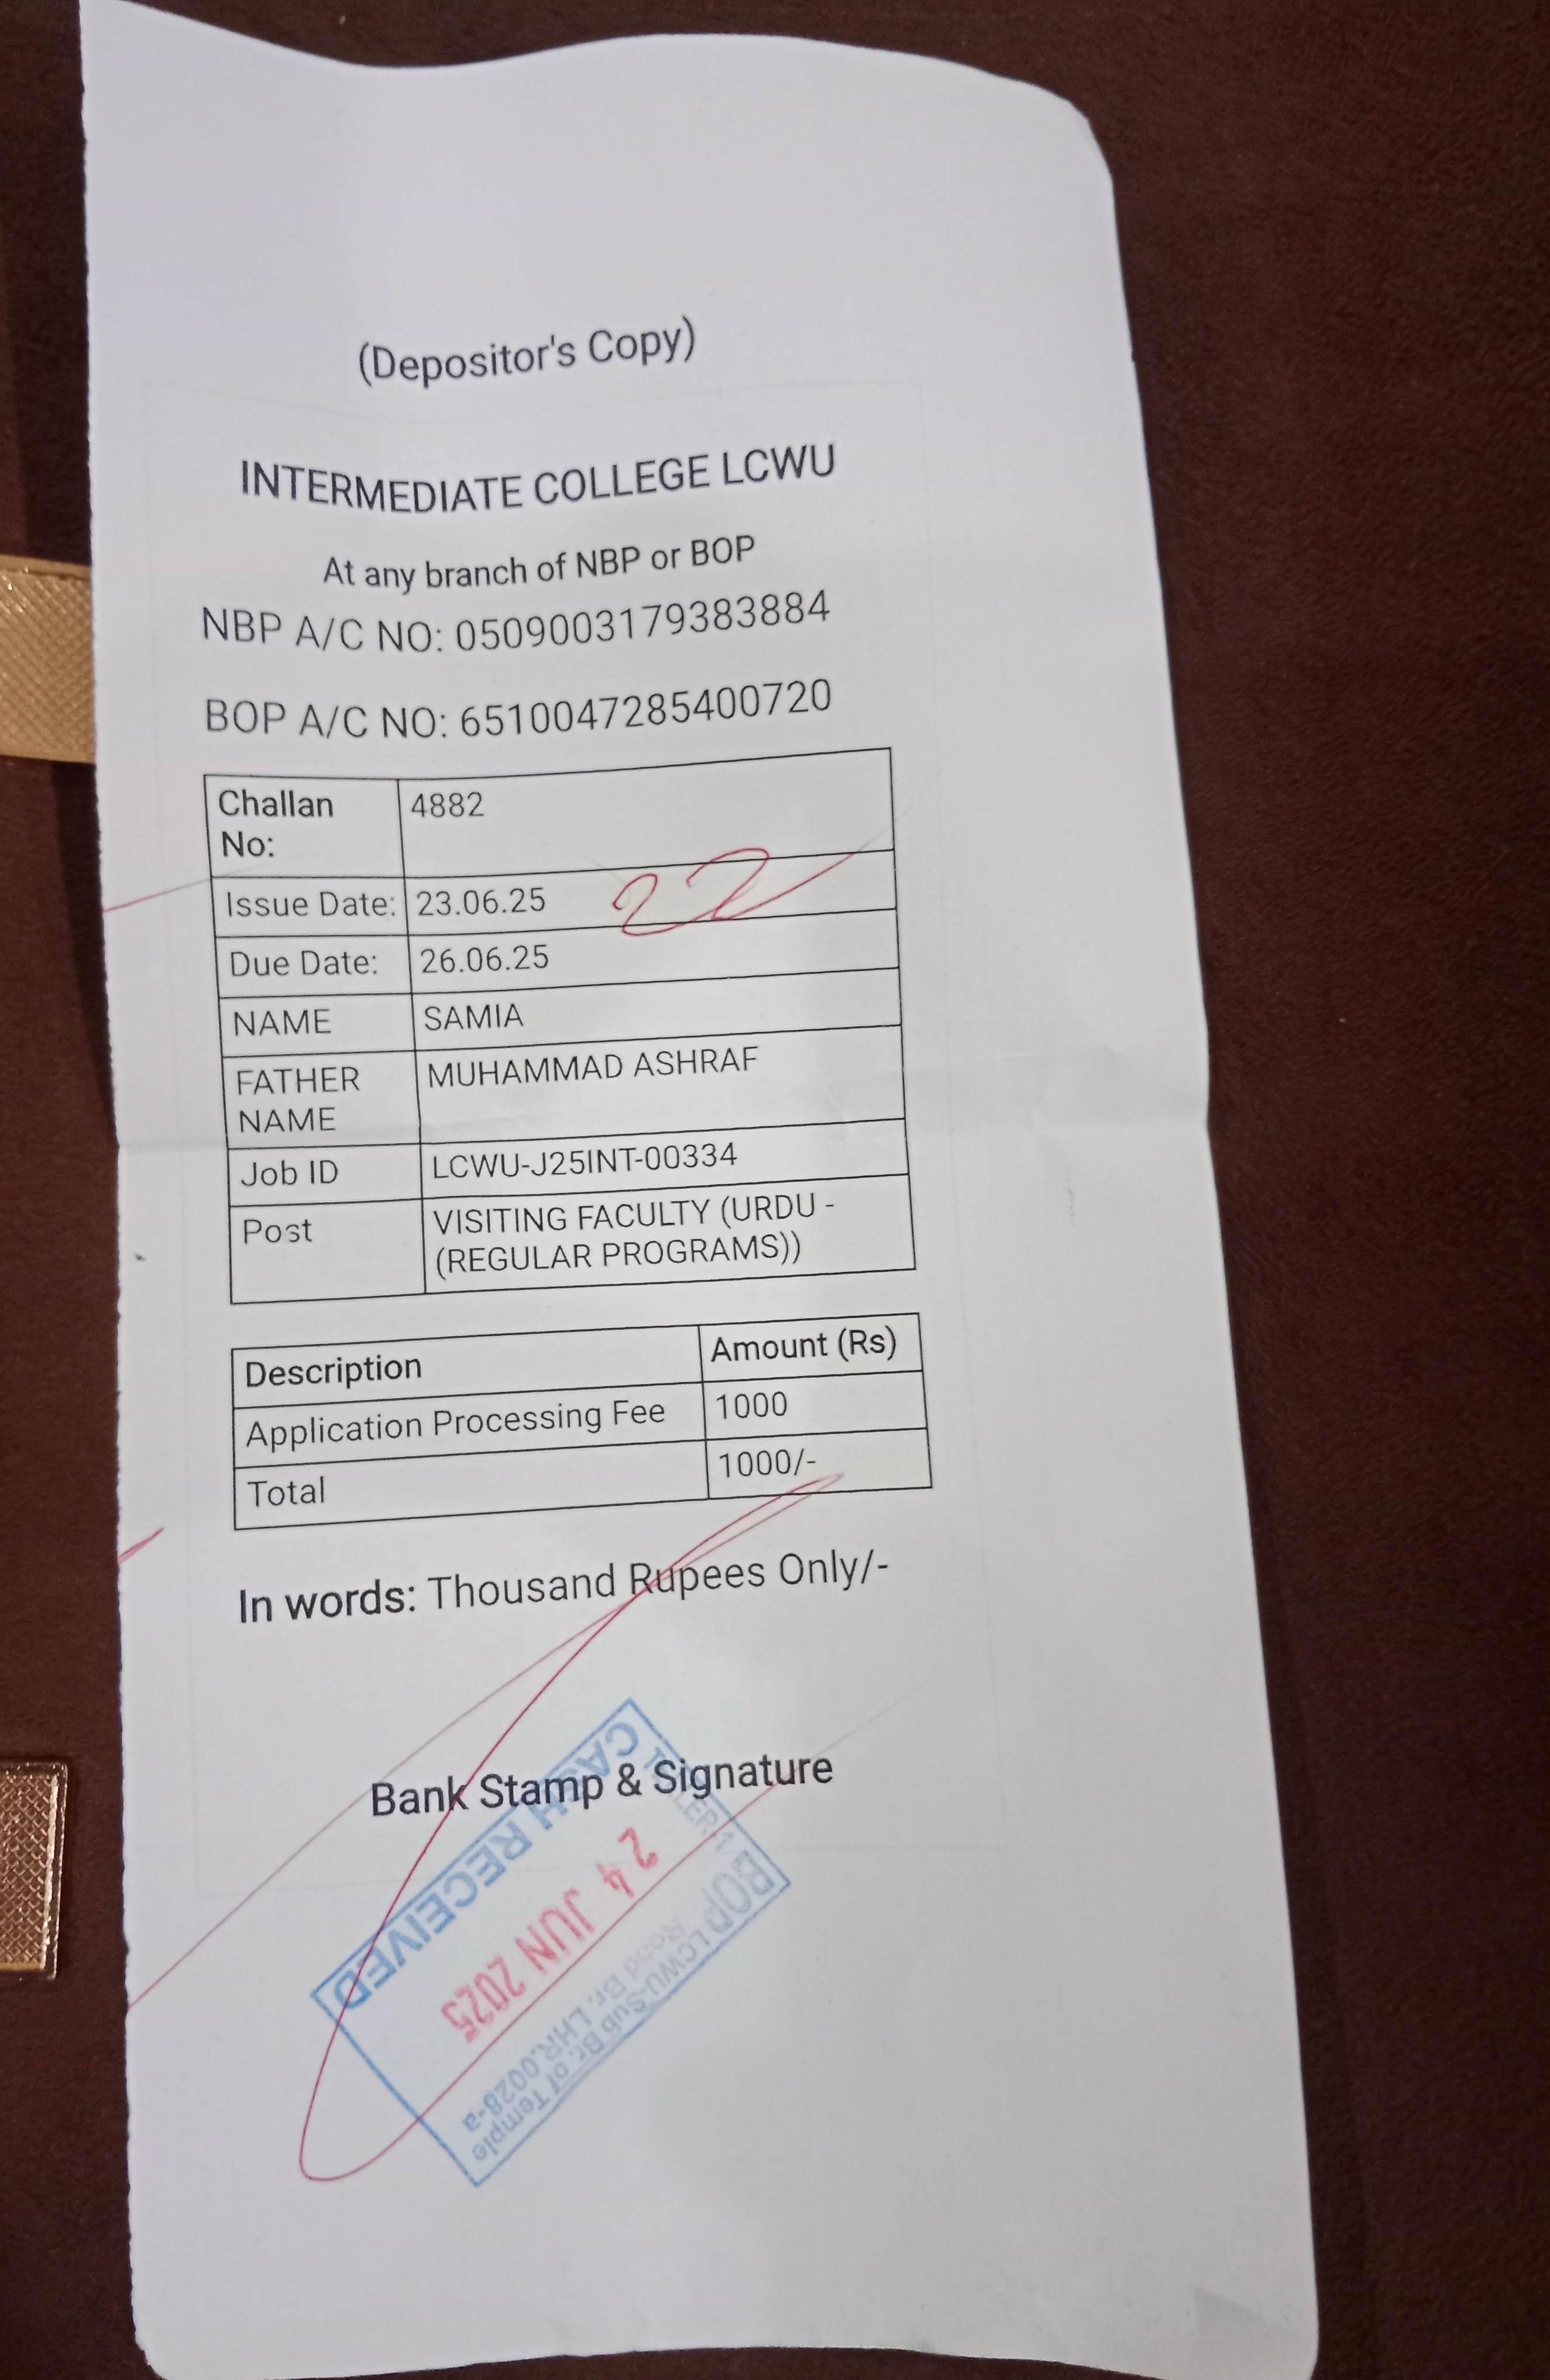 (Depositor's Copy)
INTERMEDIATE COLLEGE LCWU
At any branch of NBP or BOP
NBP A/C NO: 0509003179383884
BOP A/C NO: 6510047285400720
Challan No: 4882
22
Issue Date: 23.06.25
Due Date: 26.06.25
NAME SAMIA
FATHER NAME MUHAMMAD ASHRAF
Job ID LCWU-J25INT-00334
Post VISITING FACULTY (URDU -
(REGULAR PROGRAMS))
Description Amount (Rs)
Application Processing Fee 1000
Total 1000/-
In words: Thousand Rupees Only/-
Bank Stamp & Signature
BOP LCWU-Sub Br. of Temple
Road Br. LHR.0028-a
24 JUN 2025
TELLER-1
CASH RECEIVED